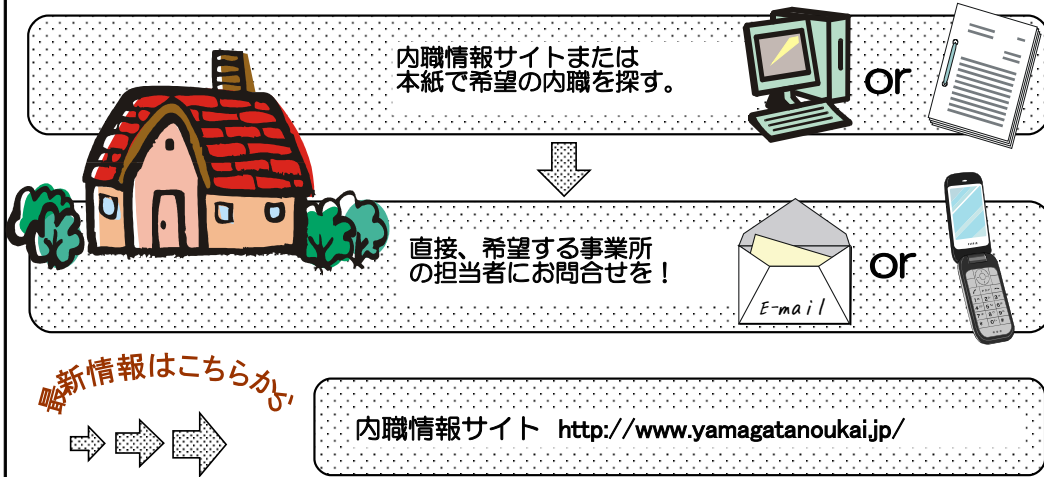 内職情報サイトまたは
本紙で希望の内職を探す。
or
直接、希望する事業所
の担当者にお問合せを！
E-mail
or
最新情報はこちらから
内職情報サイト http://www.yamagatanoukai.jp/